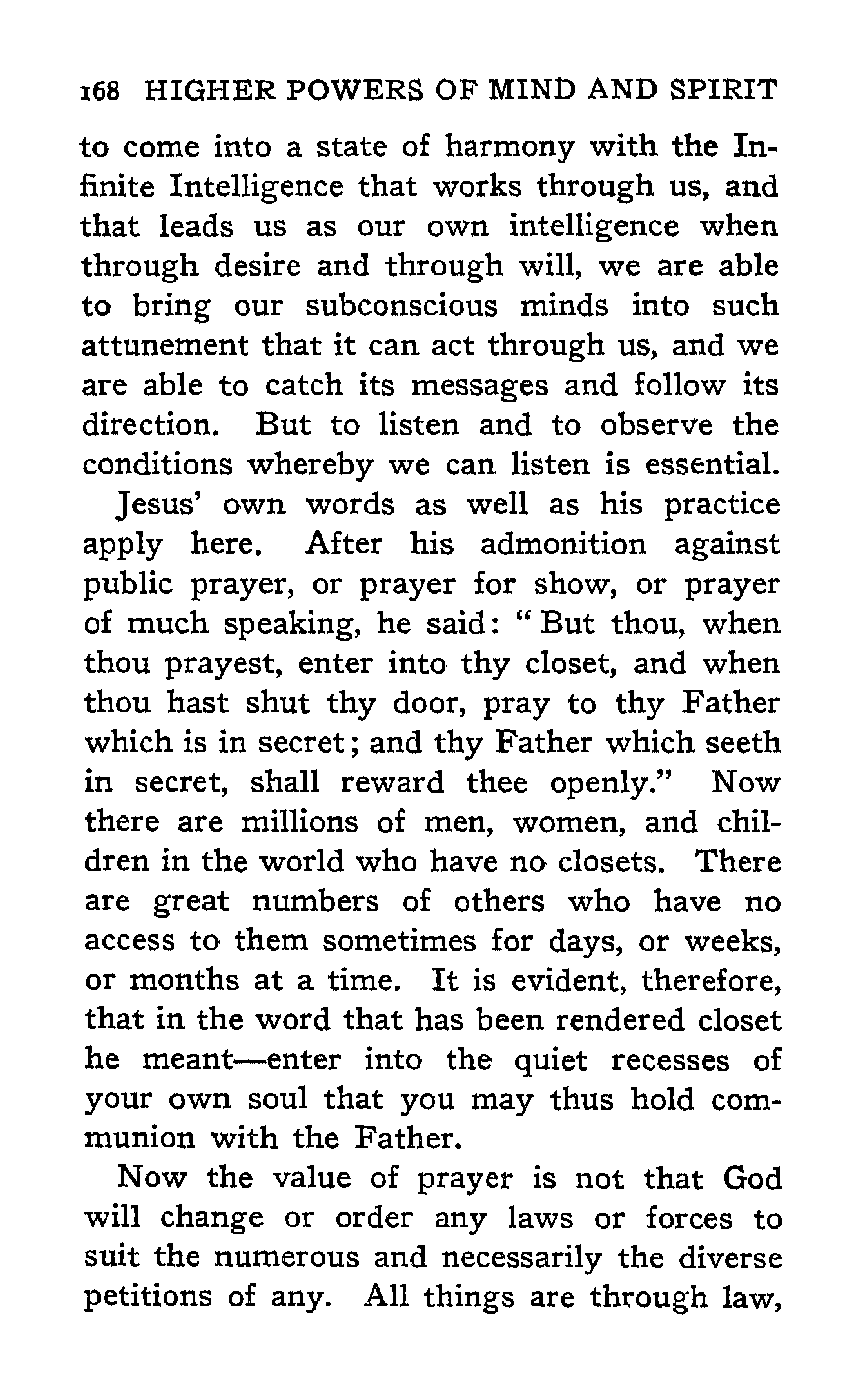 168 HIGHER POWERS OF MIND AND SPIRIT
to come into a state of harmony with the In-
finite Intelligence that works through us, and
that leads us as our own intelligence when
through desire and through will, we are able
to bring our subconscious minds into such
attunement that it can act through us, and we
are able to catch its messages and follow its
direction. But to listen and to observe the
conditions whereby we can listen is essential.
Jesus' own words as well as his practice
apply here. After his admonition against
public prayer, or prayer for show, or prayer
of much speaking, he said: “But thou, when
thou prayest, enter into thy closet, and when
thou hast shut thy door, pray to thy Father
which is in secret; and thy Father which seeth
in secret, shall reward thee openly.” Now
there are millions of men, women, and chil-
dren in the world who have no closets. There
are great numbers of others who have no
access to them sometimes for days, or weeks,
or months at a time. It is evident, therefore,
that in the word that has been rendered closet
he meant—enter into the quiet recesses of
your own soul that you may thus hold com-
munion with the Father.
Now the value of prayer is not that God
will change or order any laws or forces to
suit the numerous and necessarily the diverse
petitions of any. All things are through law,